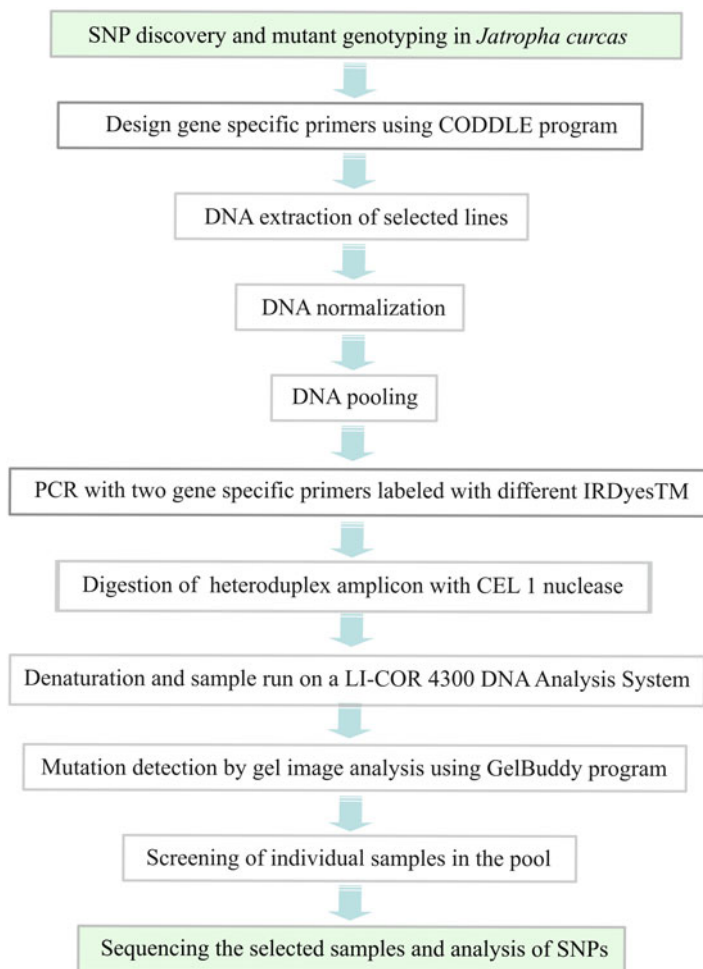 SNP discovery and mutant genotyping in Jatropha curcas
Design gene specific primers using CODDLE program
DNA extraction of selected lines
DNA normalization
DNA pooling
PCR with two gene specific primers labeled with different IRDyesTM
Digestion of heteroduplex amplicon with CEL 1 nuclease
Denaturation and sample run on a LI-COR 4300 DNA Analysis System
Mutation detection by gel image analysis using GelBuddy program
Screening of individual samples in the pool
Sequencing the selected samples and analysis of SNPs